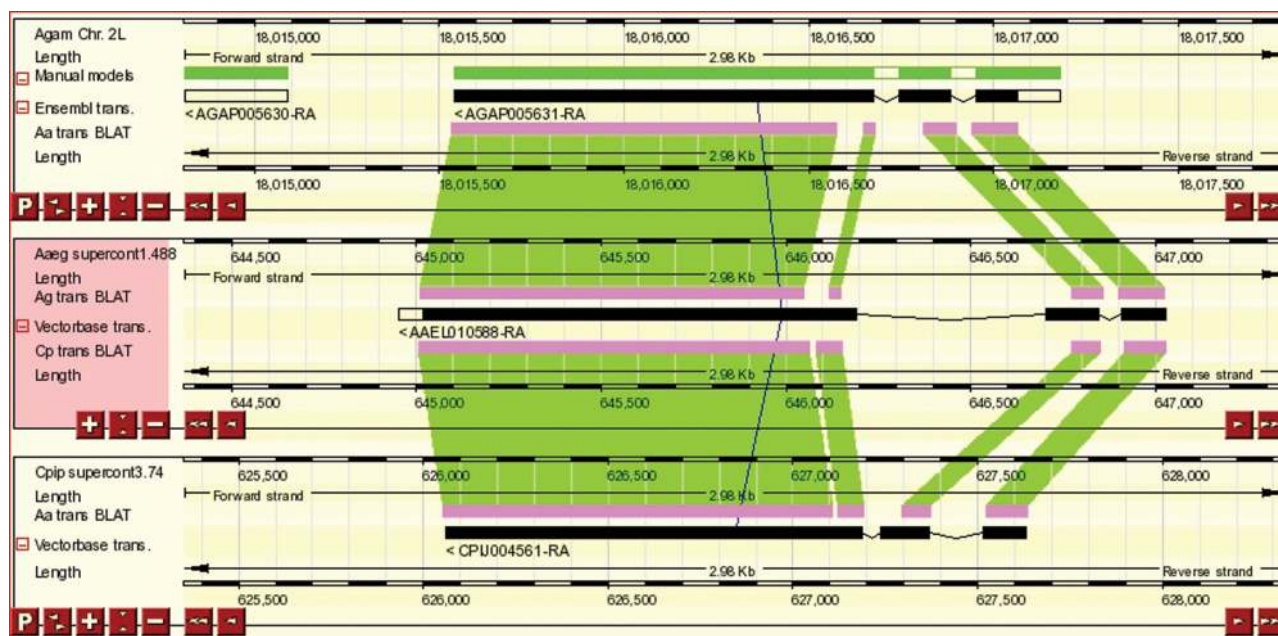 Agam Chr. 2L
18,015,000 18,015,500 18,016,000 18,016,500 18,017,000 18,017,500
Length Forward strand 2.98 Kb
Manual models
Ensembl trans.
<AGAP005630-RA <AGAP005631-RA
Aa trans BLAT
Length 2.98 Kb Reverse strand
18,015,000 18,015,500 18,016,000 18,016,500 18,017,000 18,017,500
P
Aaeg supercont1.488
644,500 645,000 645,500 646,000 646,500 647,000
Length Forward strand 2.98 Kb
Ag trans BLAT
Vectorbase trans.
<AAEL010588-RA
Cp trans BLAT
Length 2.98 Kb Reverse strand
644,500 645,000 645,500 646,000 646,500 647,000
Cpip supercont3.74
625,500 626,000 626,500 627,000 627,500 628,000
Length Forward strand 2.98 Kb
Aa trans BLAT
Vectorbase trans.
< CPIJ004561-RA
Length 2.98 Kb Reverse strand
625,500 626,000 626,500 627,000 627,500 628,000
P